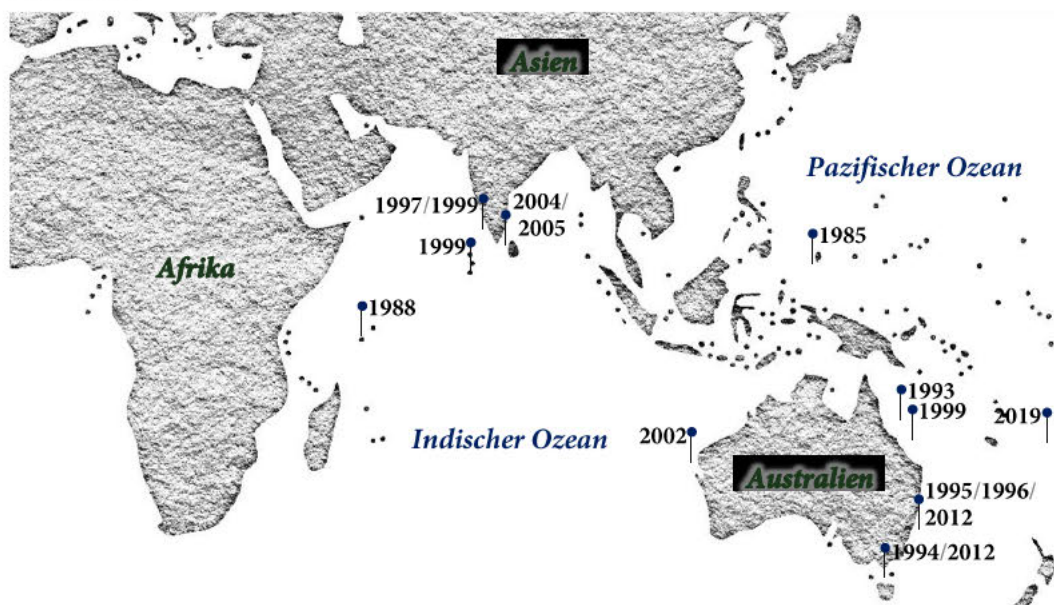 Asien
Pazifischer Ozean
1997/1999
2004/
2005
1999
1985
Afrika
1988
1993
1999
2019
Indischer Ozean
2002
Australien
1995/1996/
2012
1994/2012